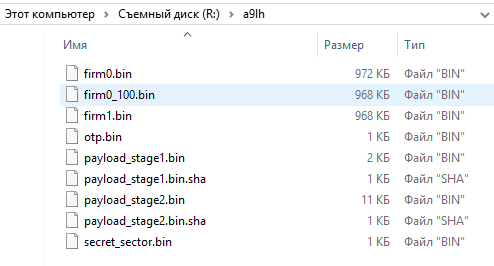 Этот компьютер > Съемный диск (R:) > a9lh
Имя Размер Тип
firm0.bin 972 КБ Файл "BIN"
firm0_100.bin 968 КБ Файл "BIN"
firm1.bin 968 КБ Файл "BIN"
otp.bin 1 КБ Файл "BIN"
payload_stage1.bin 2 КБ Файл "BIN"
payload_stage1.bin.sha 1 КБ Файл "SHA"
payload_stage2.bin 11 КБ Файл "BIN"
payload_stage2.bin.sha 1 КБ Файл "SHA"
secret_sector.bin 1 КБ Файл "BIN"